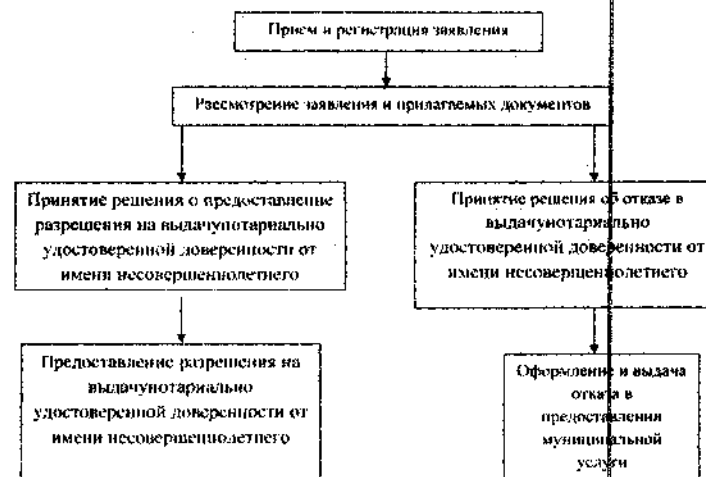 Прием и регистрация заявления
Рассмотрение заявления и прилагаемых документов
Принятие решения о предоставление
разрешения на выдачунотариально
удостоверенной доверенности от
имени несовершеннолетнего
Принятие решения об отказе в
выдачунотариально
удостоверенной доверенности от
имени несовершеннолетнего
Предоставление разрешения на
выдачунотариально
удостоверенной доверенности от
имени несовершеннолетнего
Оформление и выдача
отката в
предоставления
муниципальной
услуги